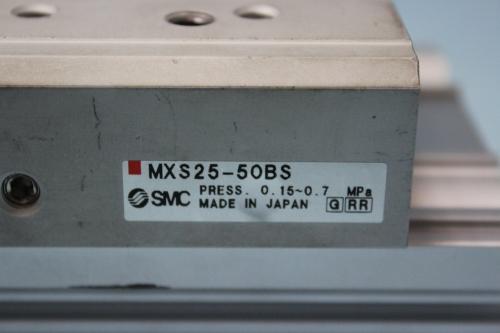 MXS25-50BS
SMC PRESS. 0.15~0.7 MPa
MADE IN JAPAN G RR